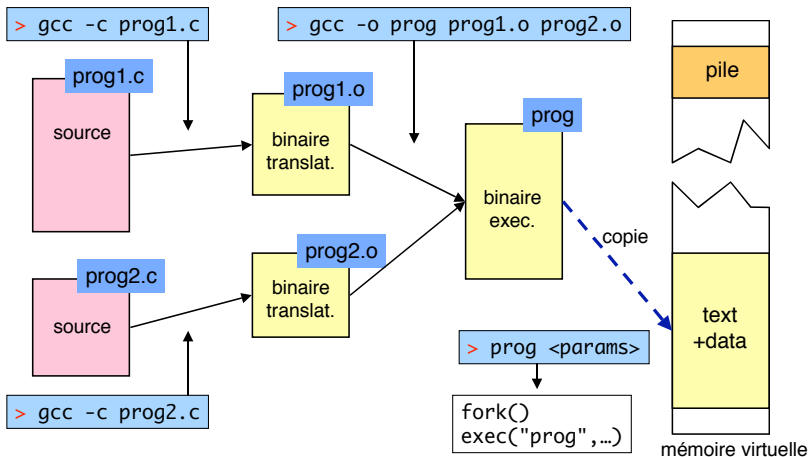 > gcc -c prog1.c
> gcc -o prog prog1.o prog2.o
prog1.c
source
prog1.o
binaire
translat.
prog
binaire
exec.
pile
prog2.c
source
prog2.o
binaire
translat.
copie
text
+data
> prog <params>
> gcc -c prog2.c
fork()
exec("prog",…)
mémoire virtuelle